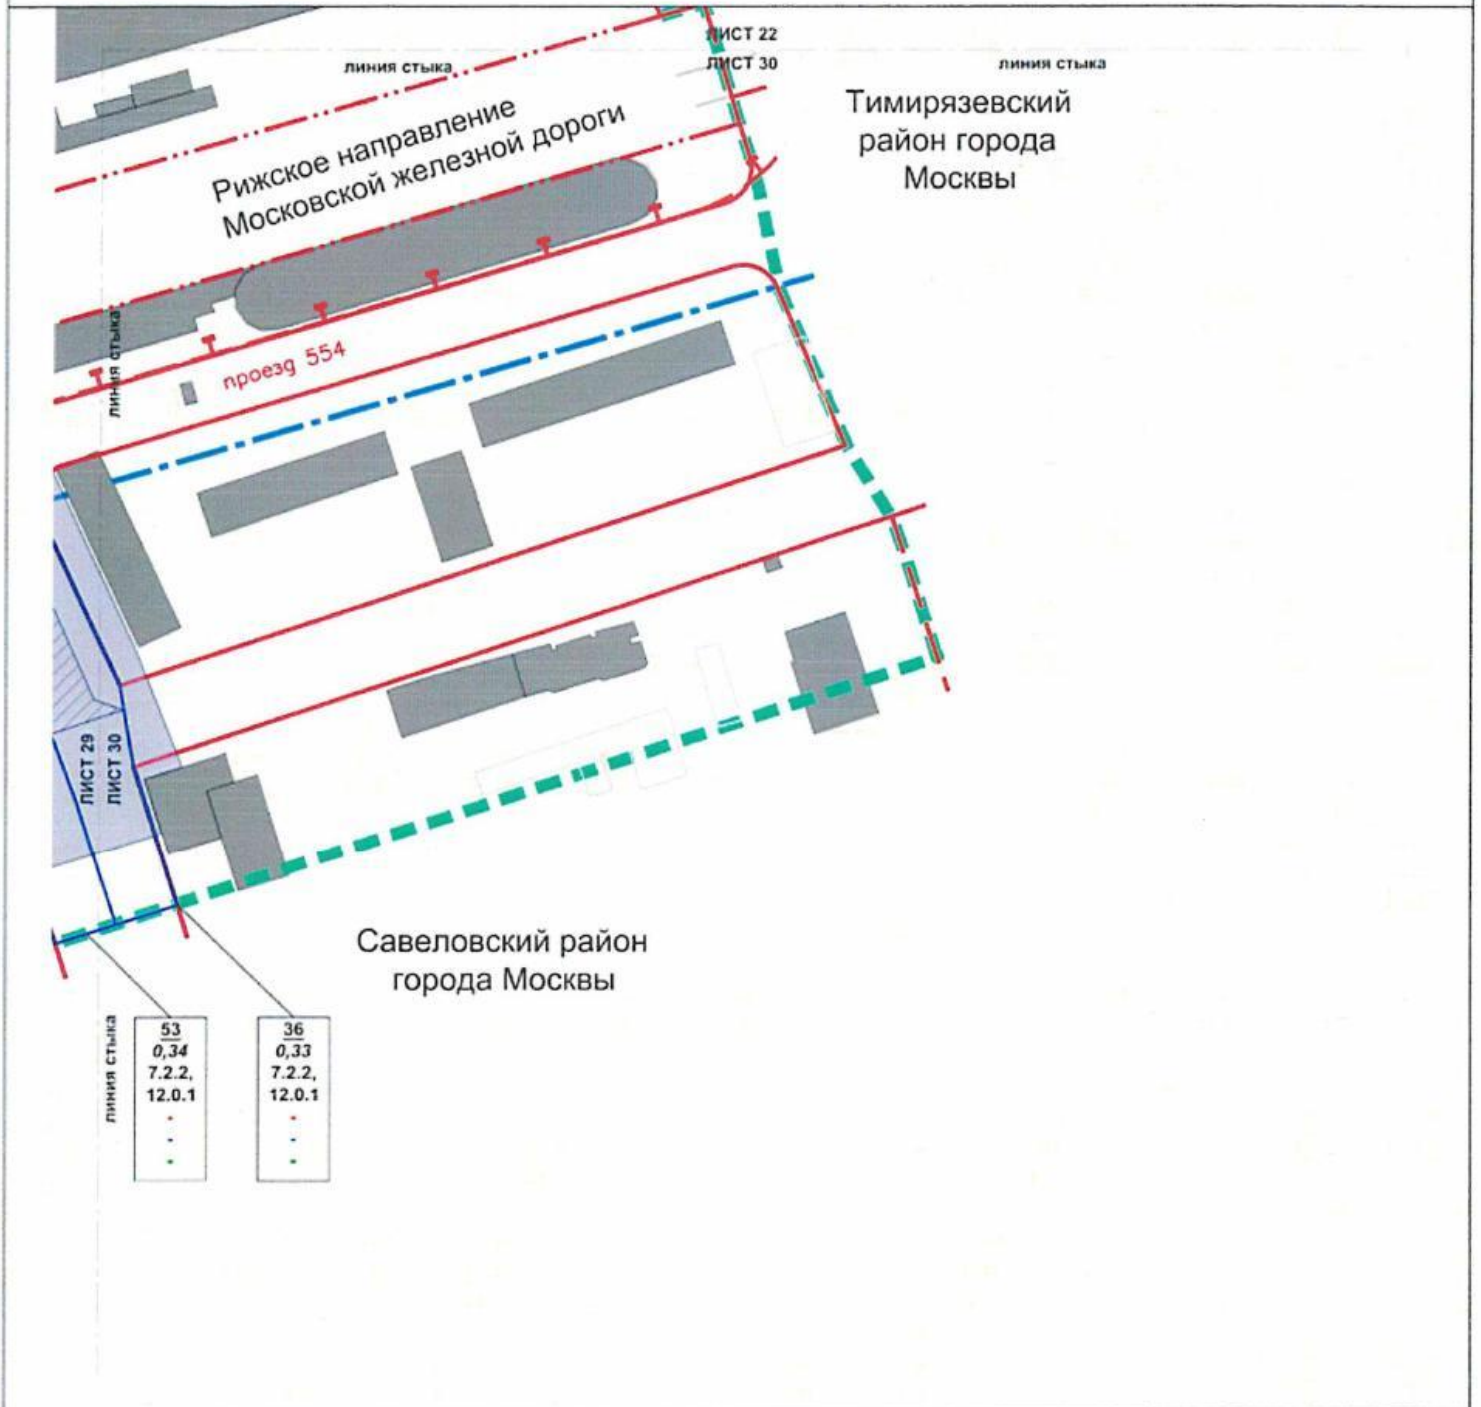 ЛИСТ 22
линия стыка
ЛИСТ 30
линия стыка
Тимирязевский
район города
Москвы
Рижское направление
Московской железной дороги
линия стыка
проезд 554
ЛИСТ 29
ЛИСТ 30
Савеловский район
города Москвы
линия стыка
53
0,34
7.2.2,
12.0.1
-
-
-
36
0,33
7.2.2,
12.0.1
-
-
-